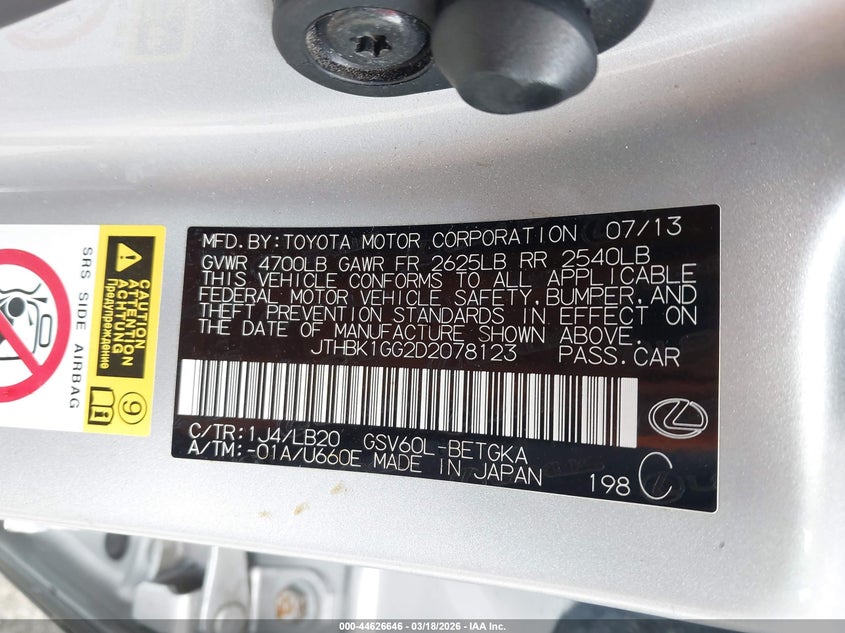 MFD. BY: TOYOTA MOTOR CORPORATION 07/13
GVWR 4700LB GAWR FR 2625LB RR 2540LB
THIS VEHICLE CONFORMS TO ALL APPLICABLE
FEDERAL MOTOR VEHICLE SAFETY, BUMPER, AND
THEFT PREVENTION STANDARDS IN EFFECT ON
THE DATE OF MANUFACTURE SHOWN ABOVE.
JTHBK1GG2D2078123 PASS.CAR
C/TR: 1J4/LB20 GSV60L-BETGKA
A/TM: -01A/U660E MADE IN JAPAN
198 C
CAUTION
ATTENTION
ACHTUNG
Предупреждение
SRS SIDE AIRBAG
9
000-44626646 - 03/18/2026 - IAA Inc.